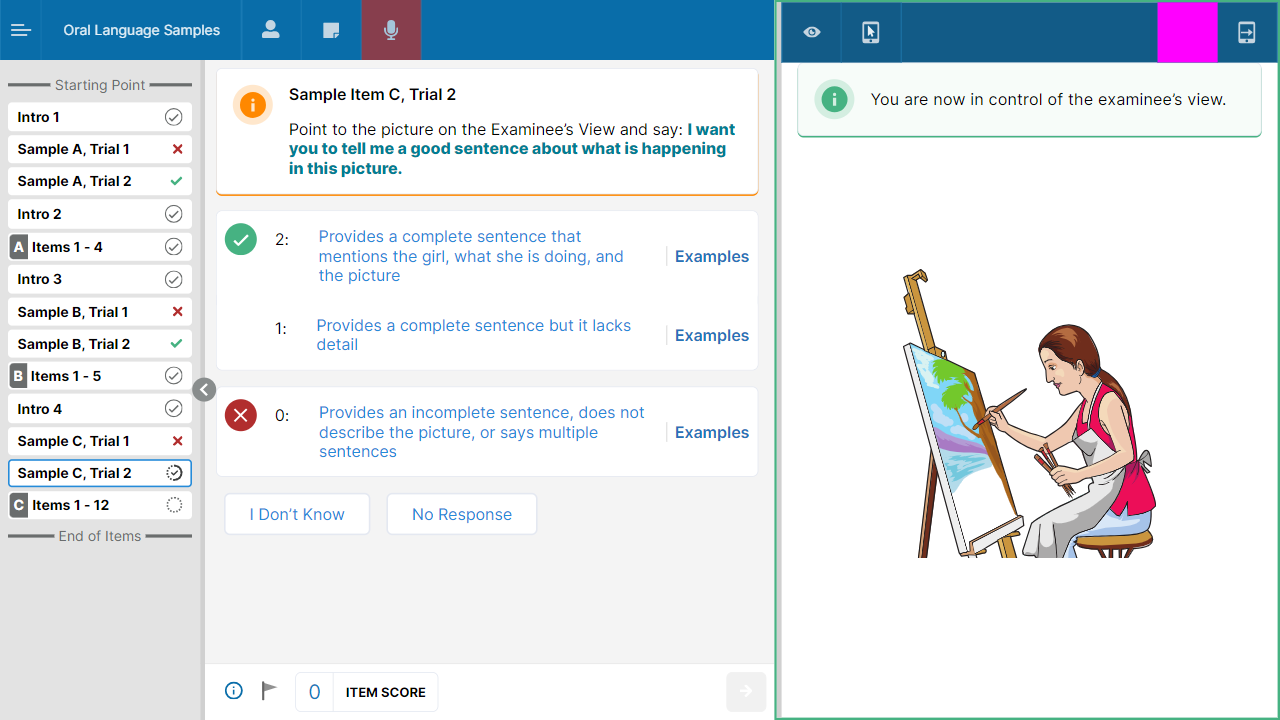 Oral Language Samples
Starting Point
Intro 1
Sample A, Trial 1
Sample A, Trial 2
Intro 2
A Items 1 - 4
Intro 3
Sample B, Trial 1
Sample B, Trial 2
B Items 1 - 5
Intro 4
Sample C, Trial 1
Sample C, Trial 2
C Items 1 - 12
End of Items
Sample Item C, Trial 2
Point to the picture on the Examinee’s View and say: I want
you to tell me a good sentence about what is happening
in this picture.
2: Provides a complete sentence that
mentions the girl, what she is doing, and
the picture
Examples
1: Provides a complete sentence but it lacks
detail
Examples
0: Provides an incomplete sentence, does not
describe the picture, or says multiple
sentences
Examples
I Don’t Know
No Response
0 ITEM SCORE
You are now in control of the examinee’s view.